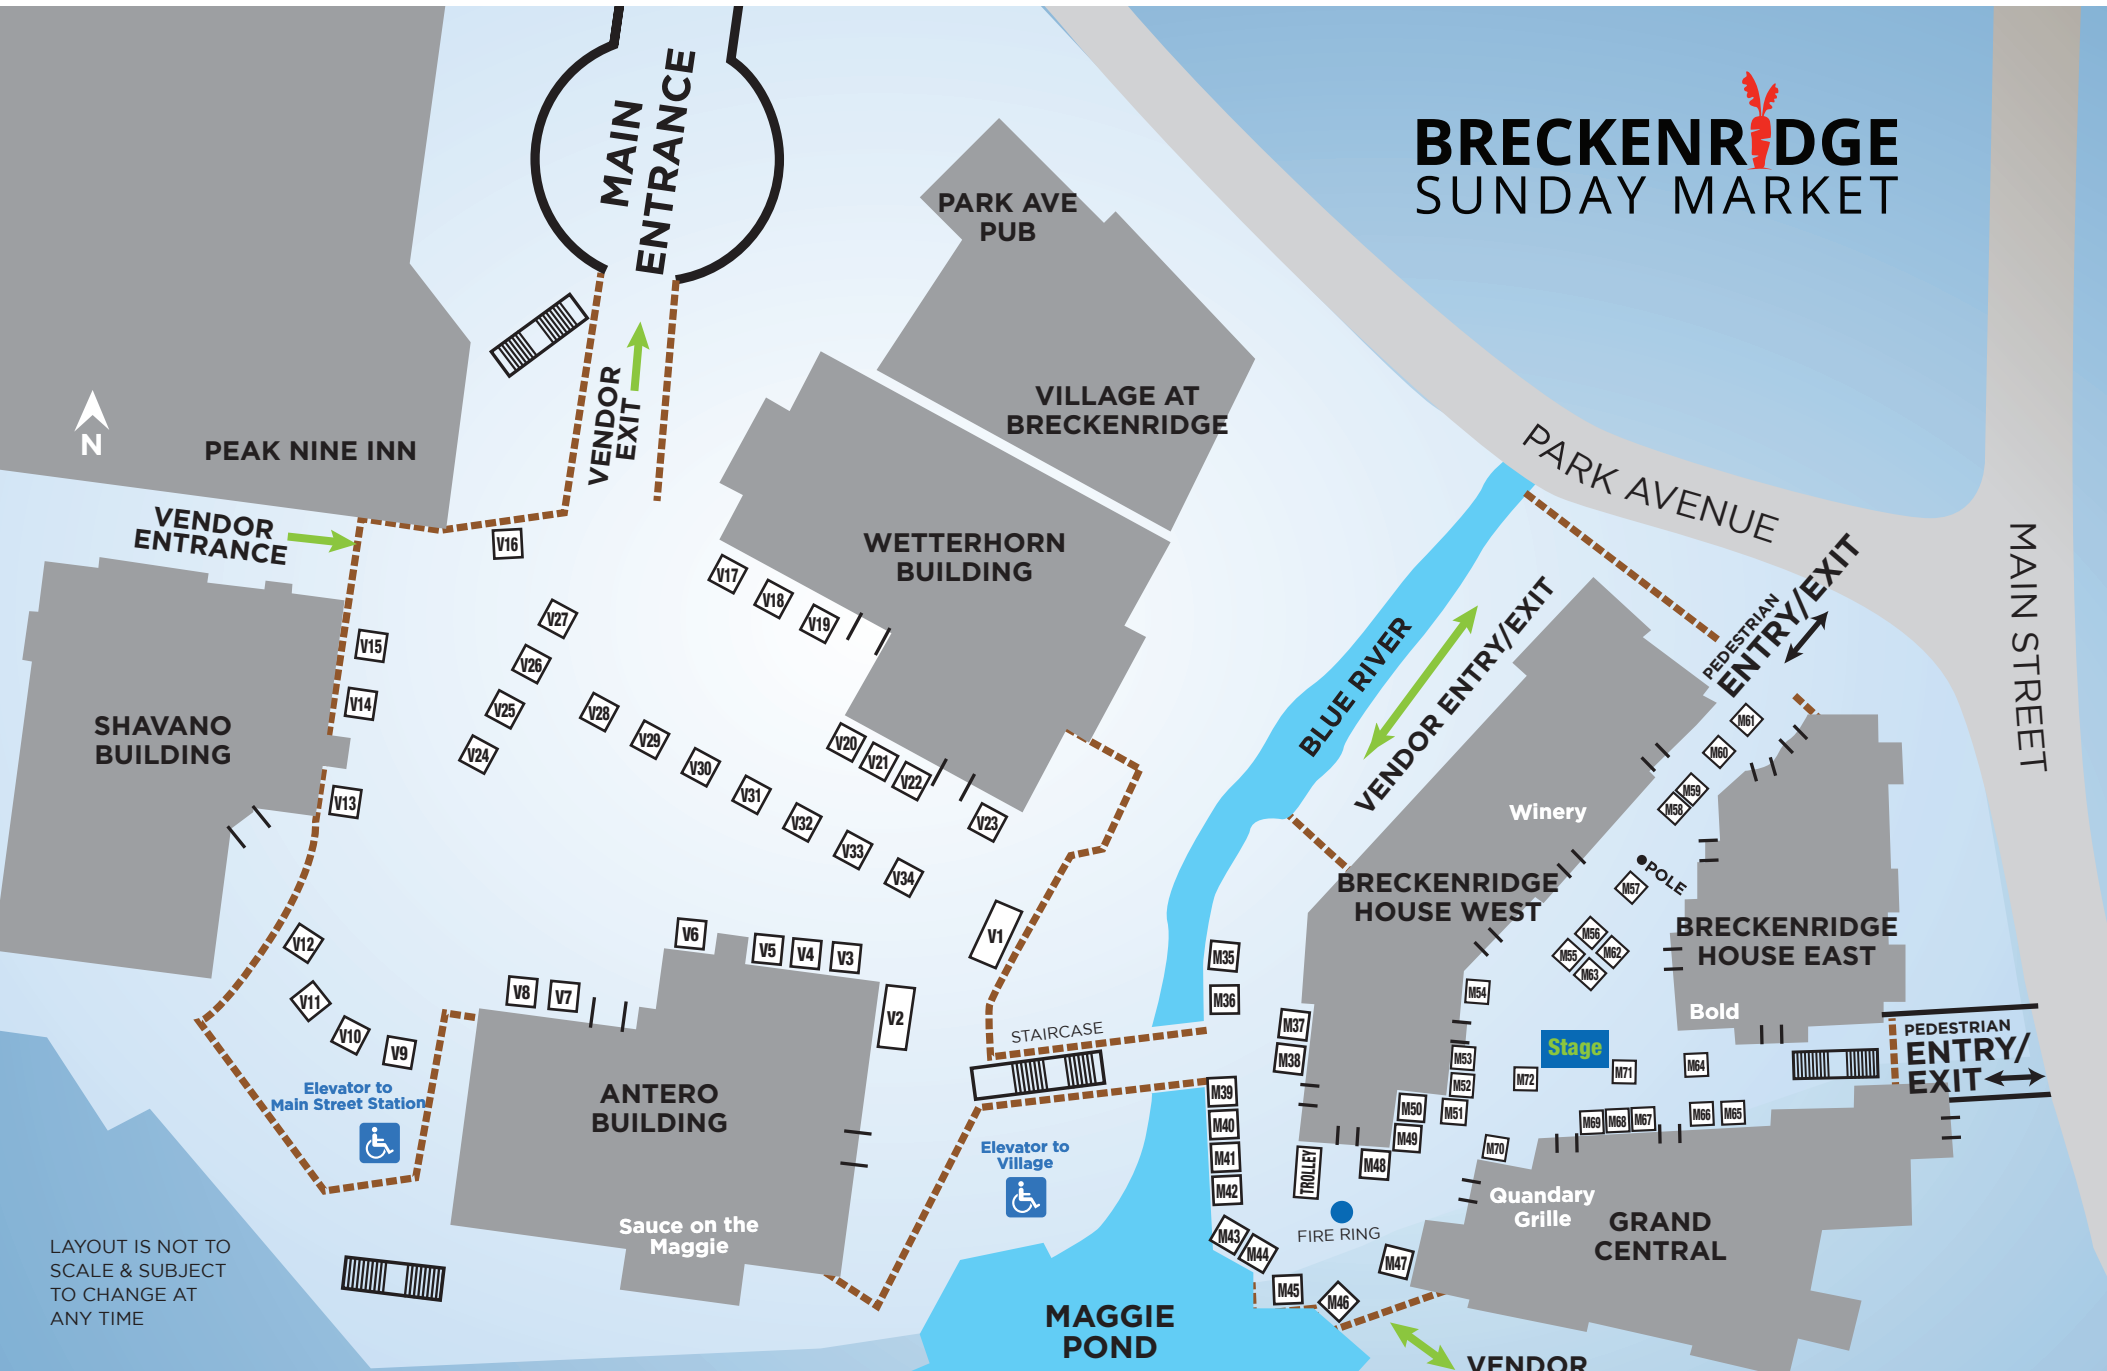 BRECKENRIDGE
SUNDAY MARKET
MAIN
ENTRANCE
PARK AVE
PUB
VENDOR
EXIT
VILLAGE AT
BRECKENRIDGE
N
PEAK NINE INN
VENDOR
ENTRANCE
WETTERHORN
BUILDING
PARK AVENUE
MAIN STREET
PEDESTRIAN
ENTRY/EXIT
BLUE RIVER
VENDOR ENTRY/EXIT
SHAVANO
BUILDING
V16
V17
V18
V19
V27
V26
V25
V24
V15
V14
V13
V28
V29
V30
V31
V32
V33
V34
V20
V21
V22
V23
V12
V11
V10
V9
V8
V7
V6
V5
V4
V3
V2
V1
STAIRCASE
ANTERO
BUILDING
Sauce on the
Maggie
Elevator to
Main Street Station
Elevator to
Village
Winery
BRECKENRIDGE
HOUSE WEST
BRECKENRIDGE
HOUSE EAST
Bold
POLE
M61
M60
M59
M58
M57
M56
M55
M62
M63
M54
Stage
M53
M52
M51
M50
M49
M48
M72
M71
M64
M69
M68
M67
M66
M65
M70
PEDESTRIAN
ENTRY/
EXIT
M35
M36
M37
M38
M39
M40
M41
M42
M43
M44
M45
M46
M47
TROLLEY
FIRE RING
Quandary
Grille
GRAND
CENTRAL
MAGGIE
POND
VENDOR
LAYOUT IS NOT TO
SCALE & SUBJECT
TO CHANGE AT
ANY TIME